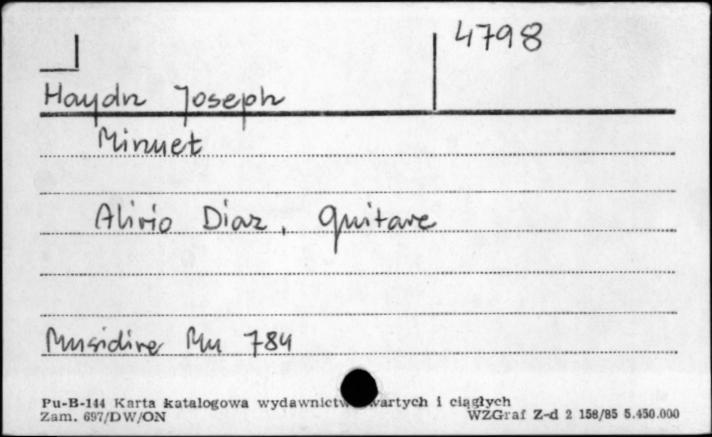 4798
Haydn Joseph
Minuet
Alirio Diaz, guitare
Musidisc Mu 784
Pu-B-144 Karta katalogowa wydawnictw wartych i ciągłych
Zam. 697/DW/ON WZGraf Z-d 2 158/85 5.450.000